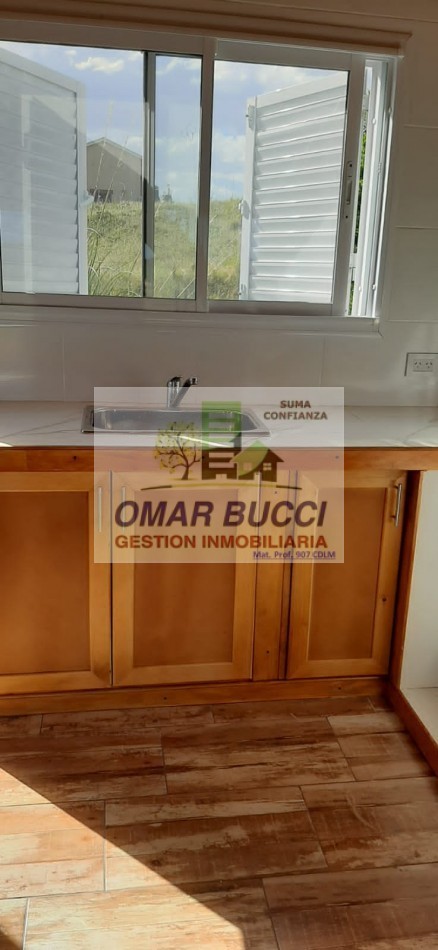 SUMA
CONFIANZA
OMAR BUCCI
GESTION INMOBILIARIA
Mat. Prof. 907 CDLM